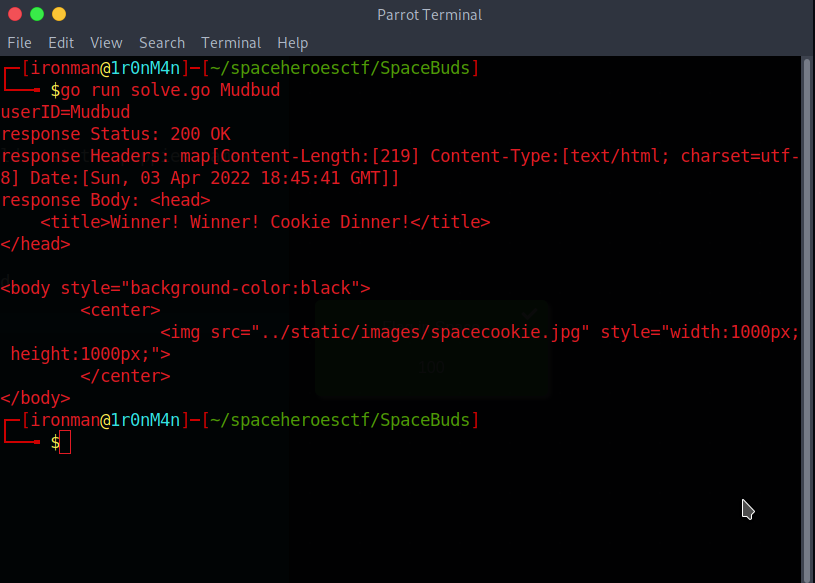 Parrot Terminal
File Edit View Search Terminal Help
┌─[ironman@1r0nM4n]─[~/spaceheroesctf/SpaceBuds]
└──╼ $go run solve.go Mudbud
userID=Mudbud
response Status: 200 OK
response Headers: map[Content-Length:[219] Content-Type:[text/html; charset=utf-
8] Date:[Sun, 03 Apr 2022 18:45:41 GMT]]
response Body: <head>
    <title>Winner! Winner! Cookie Dinner!</title>
</head>

<body style="background-color:black">
        <center>
                <img src="../static/images/spacecookie.jpg" style="width:1000px;
 height:1000px;">
        </center>
</body>
┌─[ironman@1r0nM4n]─[~/spaceheroesctf/SpaceBuds]
└──╼ $